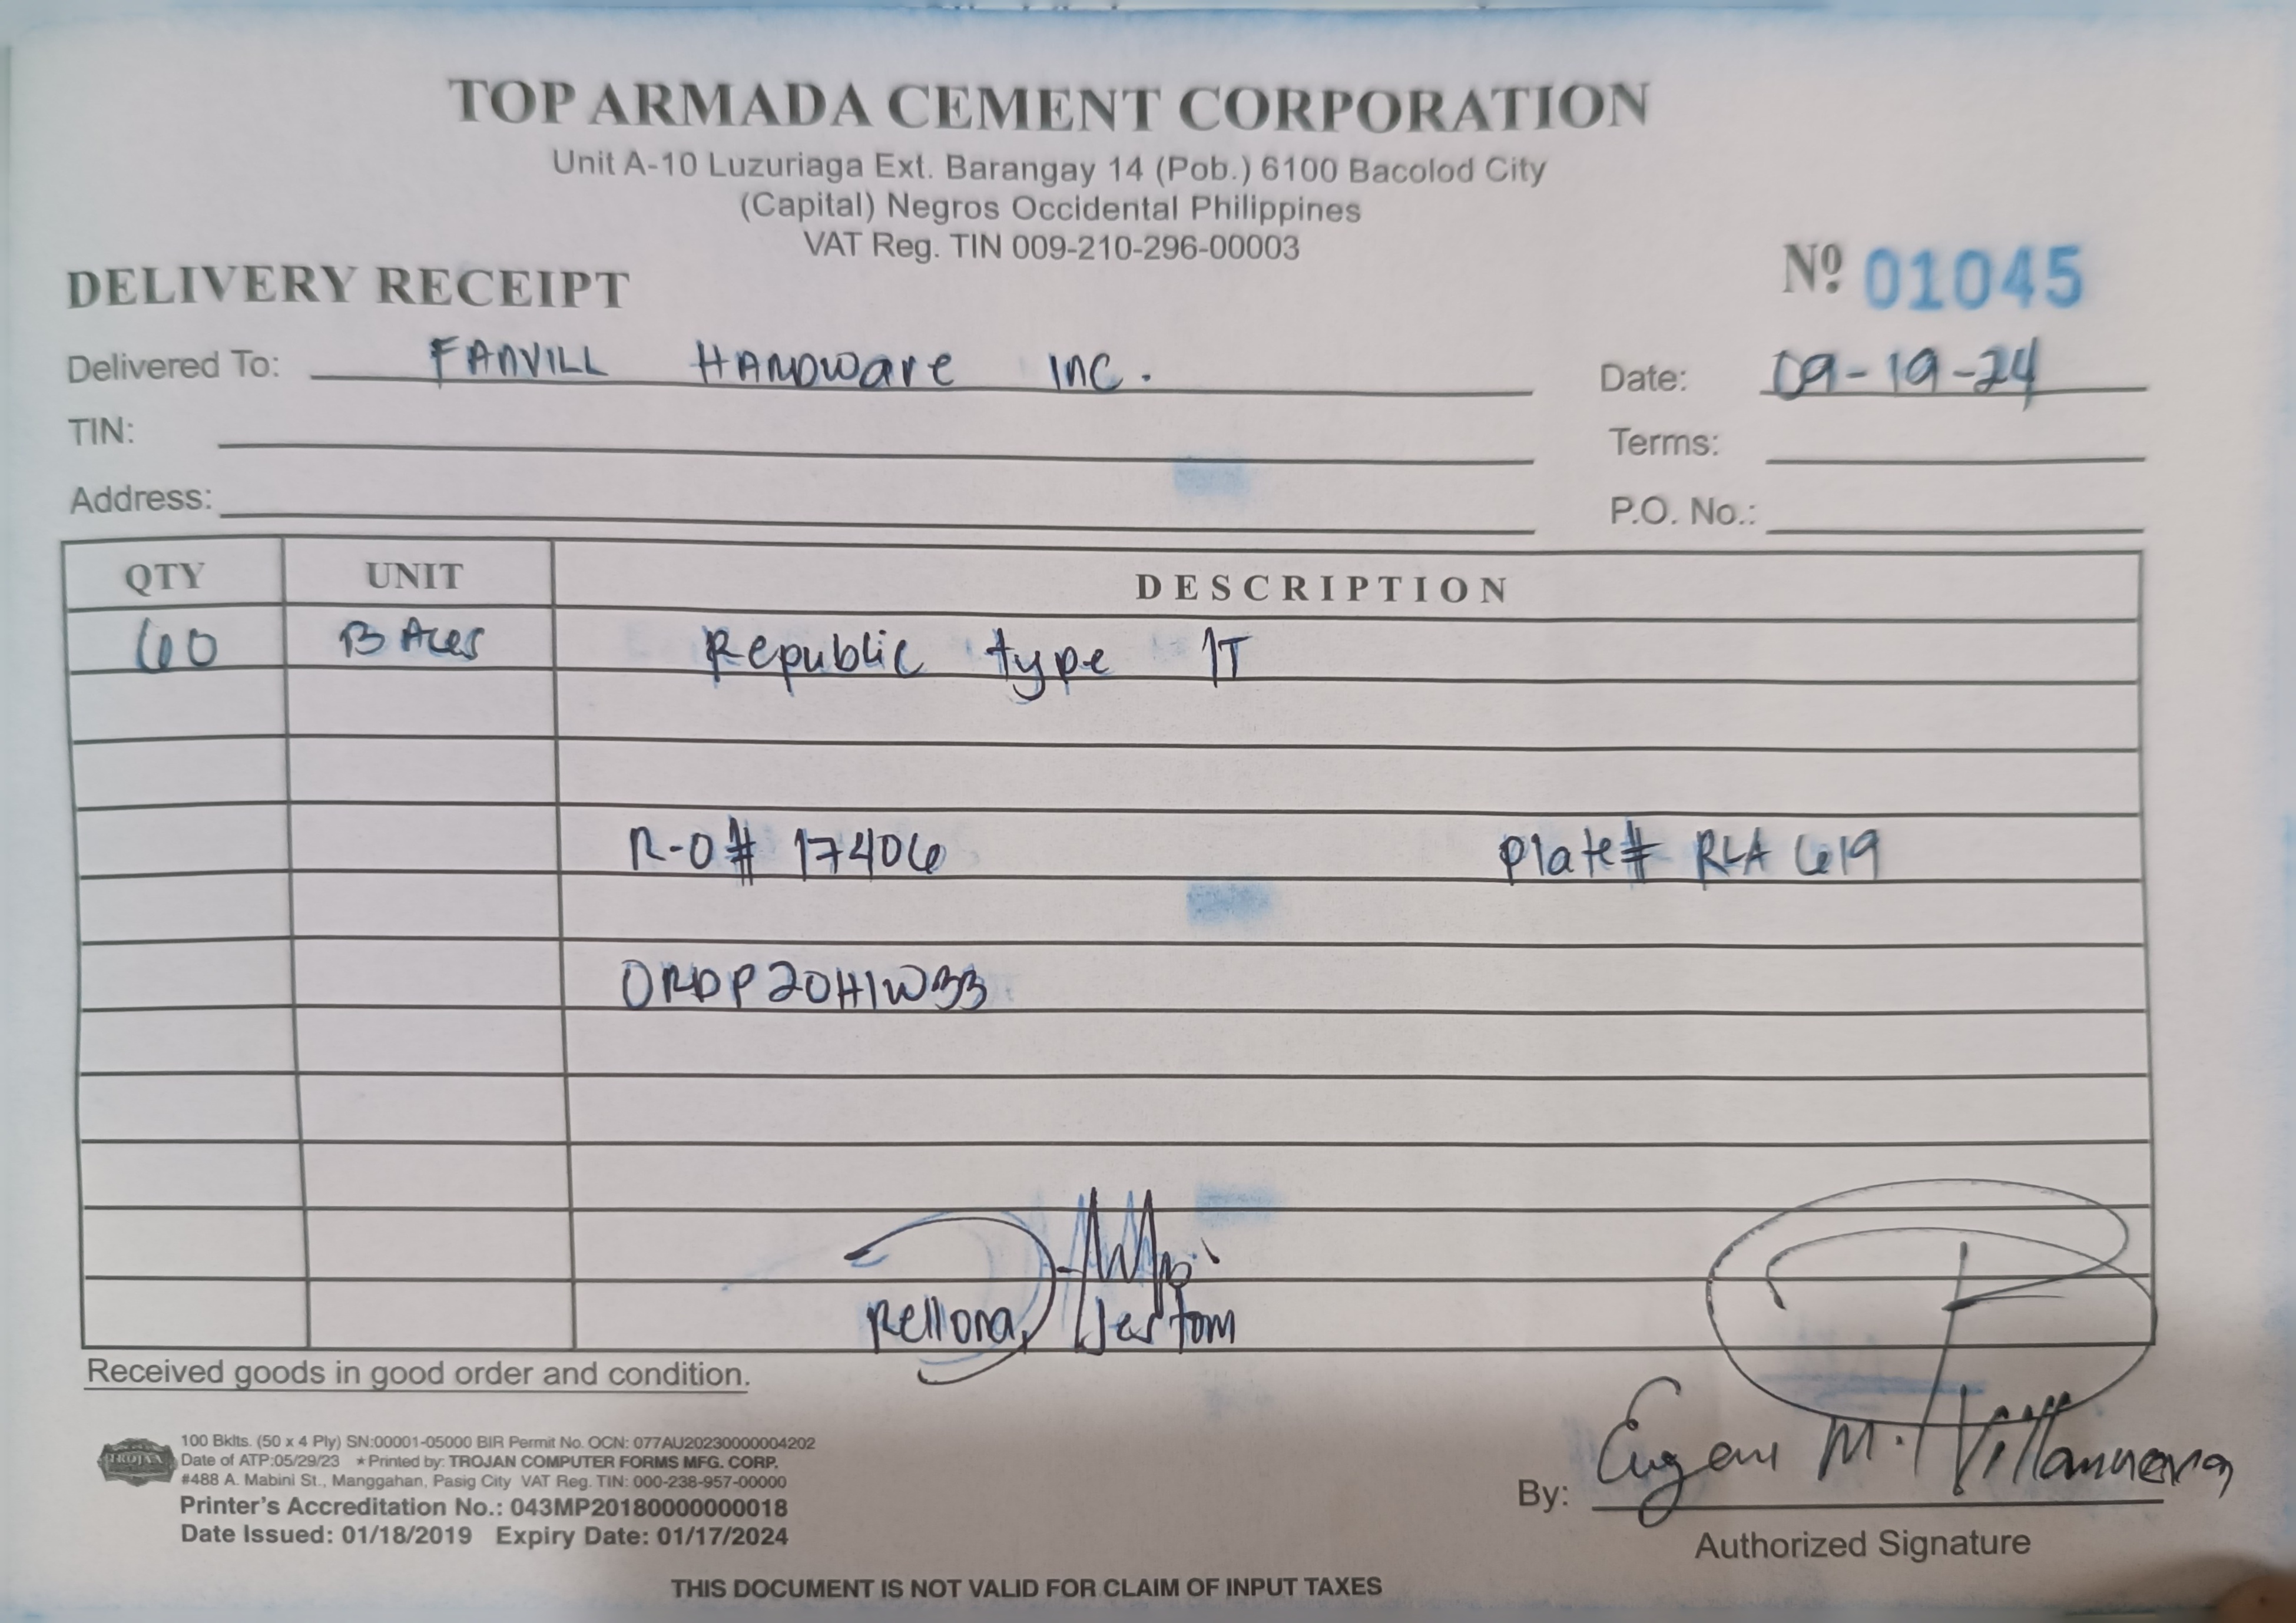 TOP ARMADA CEMENT CORPORATION
Unit A-10 Luzuriaga Ext. Barangay 14 (Pob.) 6100 Bacolod City
(Capital) Negros Occidental Philippines
VAT Reg. TIN 009-210-296-00003
DELIVERY RECEIPT Nº 01045
Delivered To: FANVILL HARDware INC. Date: 09-19-24
TIN: Terms:
Address: P.O. No.:
QTY UNIT DESCRIPTION
60 BAGS Republic type 1T
R-O# 17406 plate# RLA 619
ORDP20H1W33
Rellona, Jestom
Received goods in good order and condition.
100 Bklts. (50 x 4 Ply) SN:00001-05000 BIR Permit No. OCN: 077AU20230000004202
TROJAN Date of ATP:05/29/23 ★Printed by: TROJAN COMPUTER FORMS MFG. CORP.
#488 A. Mabini St., Manggahan, Pasig City VAT Reg. TIN: 000-238-957-00000
Printer's Accreditation No.: 043MP20180000000018
Date Issued: 01/18/2019 Expiry Date: 01/17/2024
By: Eugene M. Villanueva
Authorized Signature
THIS DOCUMENT IS NOT VALID FOR CLAIM OF INPUT TAXES